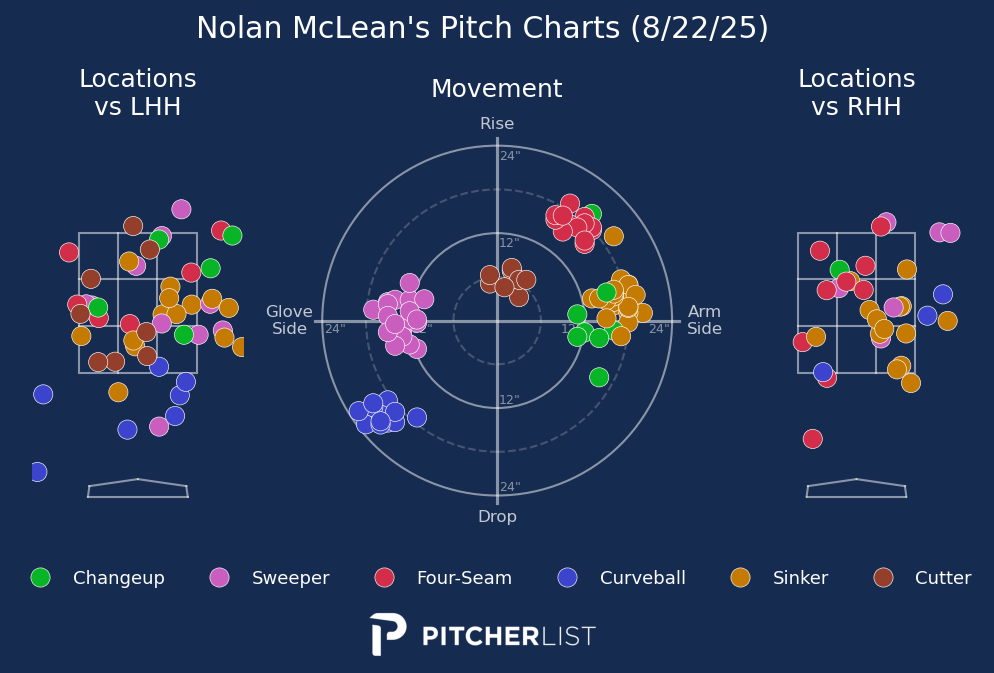 Nolan McLean's Pitch Charts (8/22/25)
Locations
vs LHH
Movement
Locations
vs RHH
Rise
24"
12"
Glove
Side
24"
12"
24"
Arm
Side
12"
24"
Drop
Changeup
Sweeper
Four-Seam
Curveball
Sinker
Cutter
PITCHERLIST